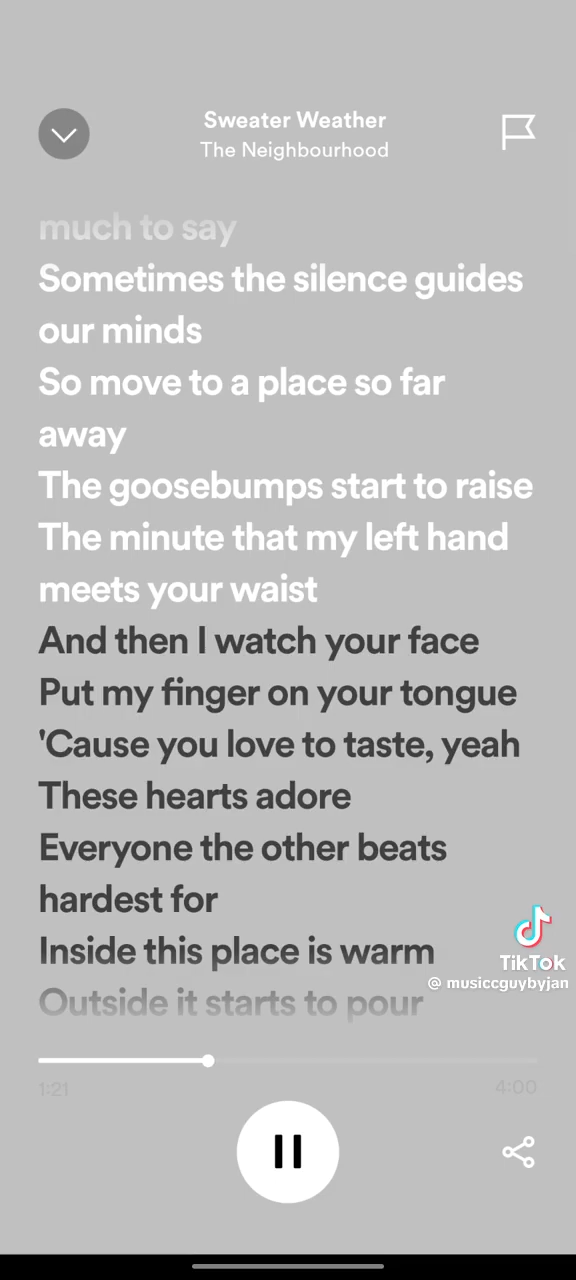 Sweater Weather
The Neighbourhood
much to say
Sometimes the silence guides
our minds
So move to a place so far
away
The goosebumps start to raise
The minute that my left hand
meets your waist
And then I watch your face
Put my finger on your tongue
'Cause you love to taste, yeah
These hearts adore
Everyone the other beats
hardest for
Inside this place is warm
Outside it starts to pour
TikTok
@ musiccguybyjan
1:21
4:00